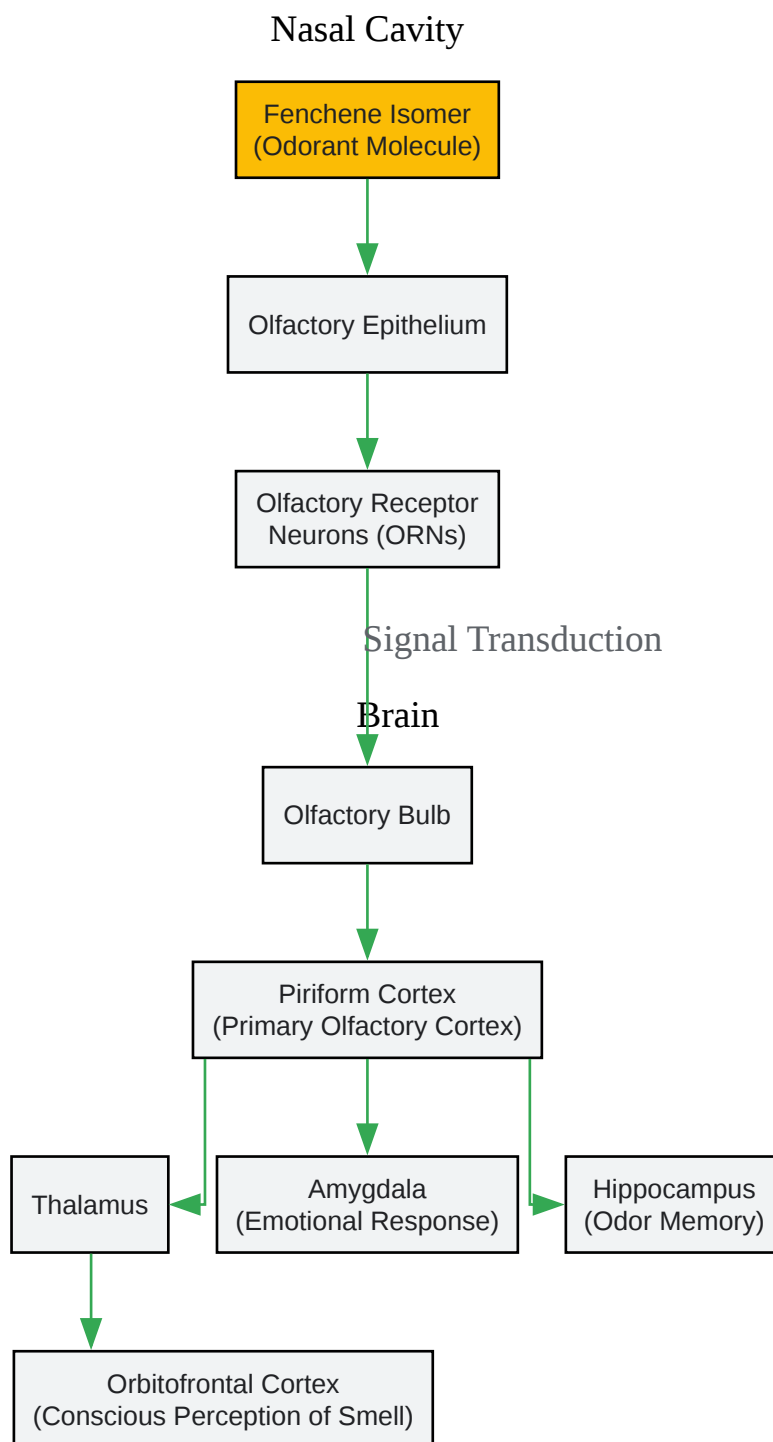 Nasal Cavity
Fenchene Isomer
(Odorant Molecule)
Olfactory Epithelium
Olfactory Receptor
Neurons (ORNs)
Signal Transduction
Brain
Olfactory Bulb
Piriform Cortex
(Primary Olfactory Cortex)
Thalamus
Amygdala
(Emotional Response)
Hippocampus
(Odor Memory)
Orbitofrontal Cortex
(Conscious Perception of Smell)